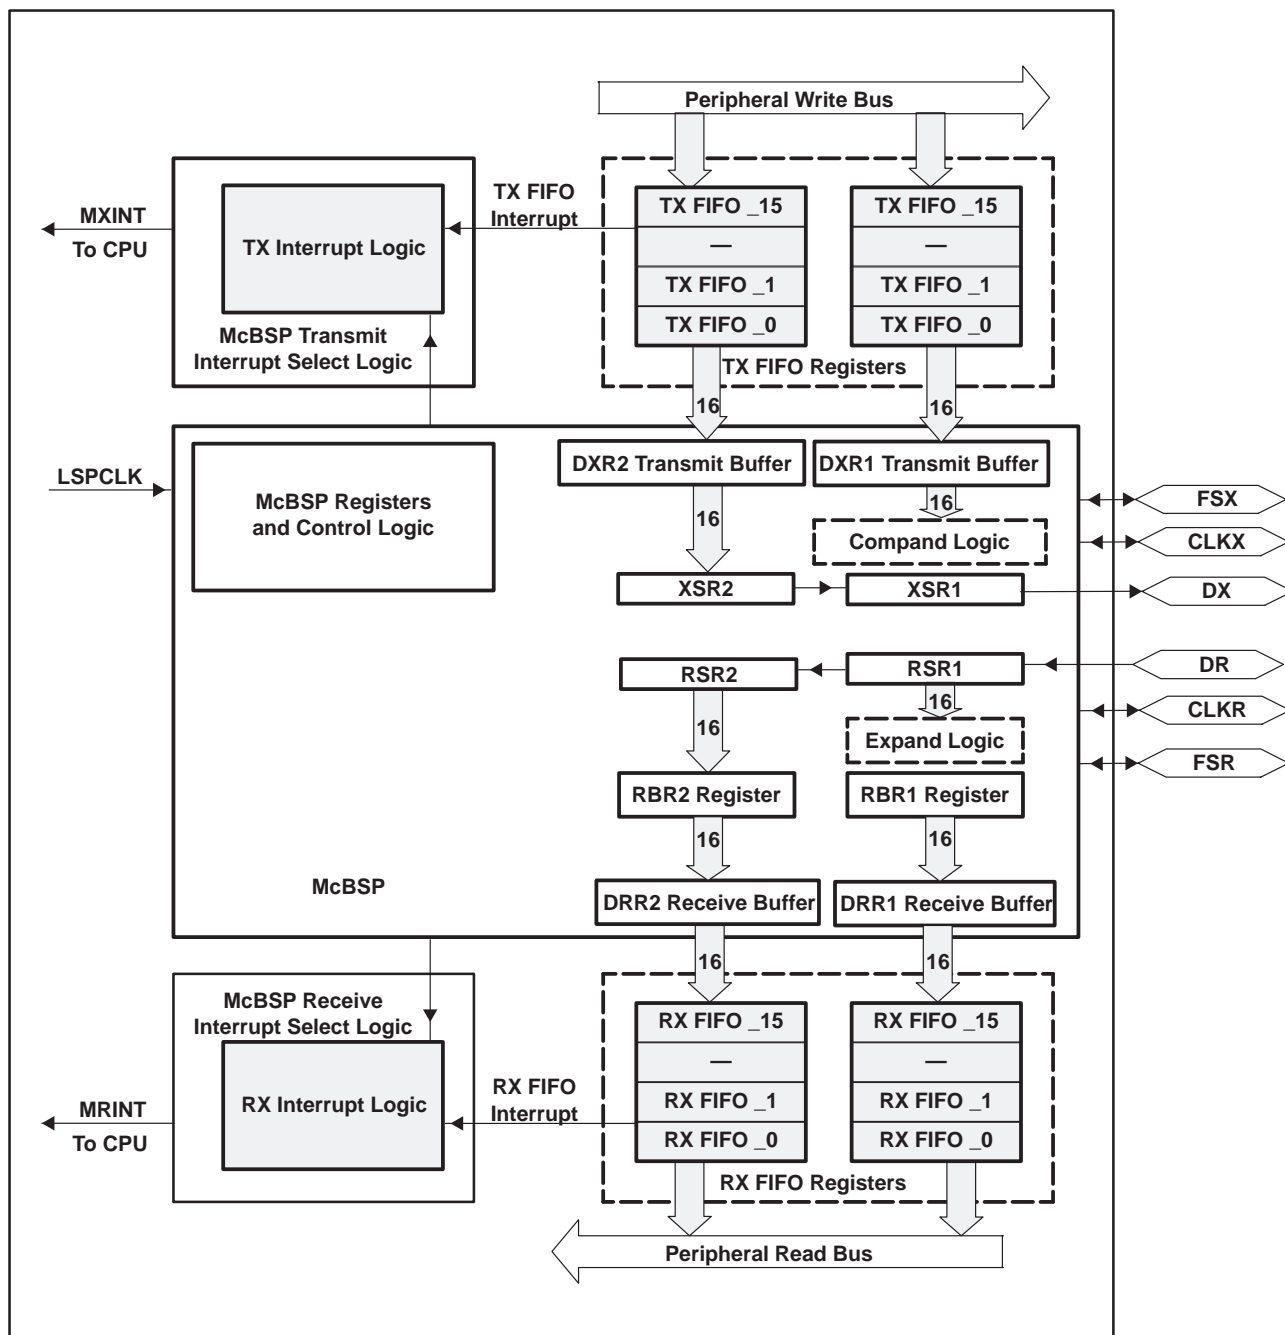 Peripheral Write Bus
MXINT
To CPU
TX Interrupt Logic
McBSP Transmit
Interrupt Select Logic
TX FIFO
Interrupt
TX FIFO _15
—
TX FIFO _1
TX FIFO _0
TX FIFO _15
—
TX FIFO _1
TX FIFO _0
TX FIFO Registers
16
16
LSPCLK
McBSP Registers
and Control Logic
DXR2 Transmit Buffer
DXR1 Transmit Buffer
16
16
Compand Logic
XSR2
XSR1
FSX
CLKX
DX
RSR2
RSR1
DR
16
16
CLKR
Expand Logic
FSR
RBR2 Register
RBR1 Register
16
16
McBSP
DRR2 Receive Buffer
DRR1 Receive Buffer
16
16
McBSP Receive
Interrupt Select Logic
RX Interrupt Logic
MRINT
To CPU
RX FIFO
Interrupt
RX FIFO _15
—
RX FIFO _1
RX FIFO _0
RX FIFO _15
—
RX FIFO _1
RX FIFO _0
RX FIFO Registers
Peripheral Read Bus